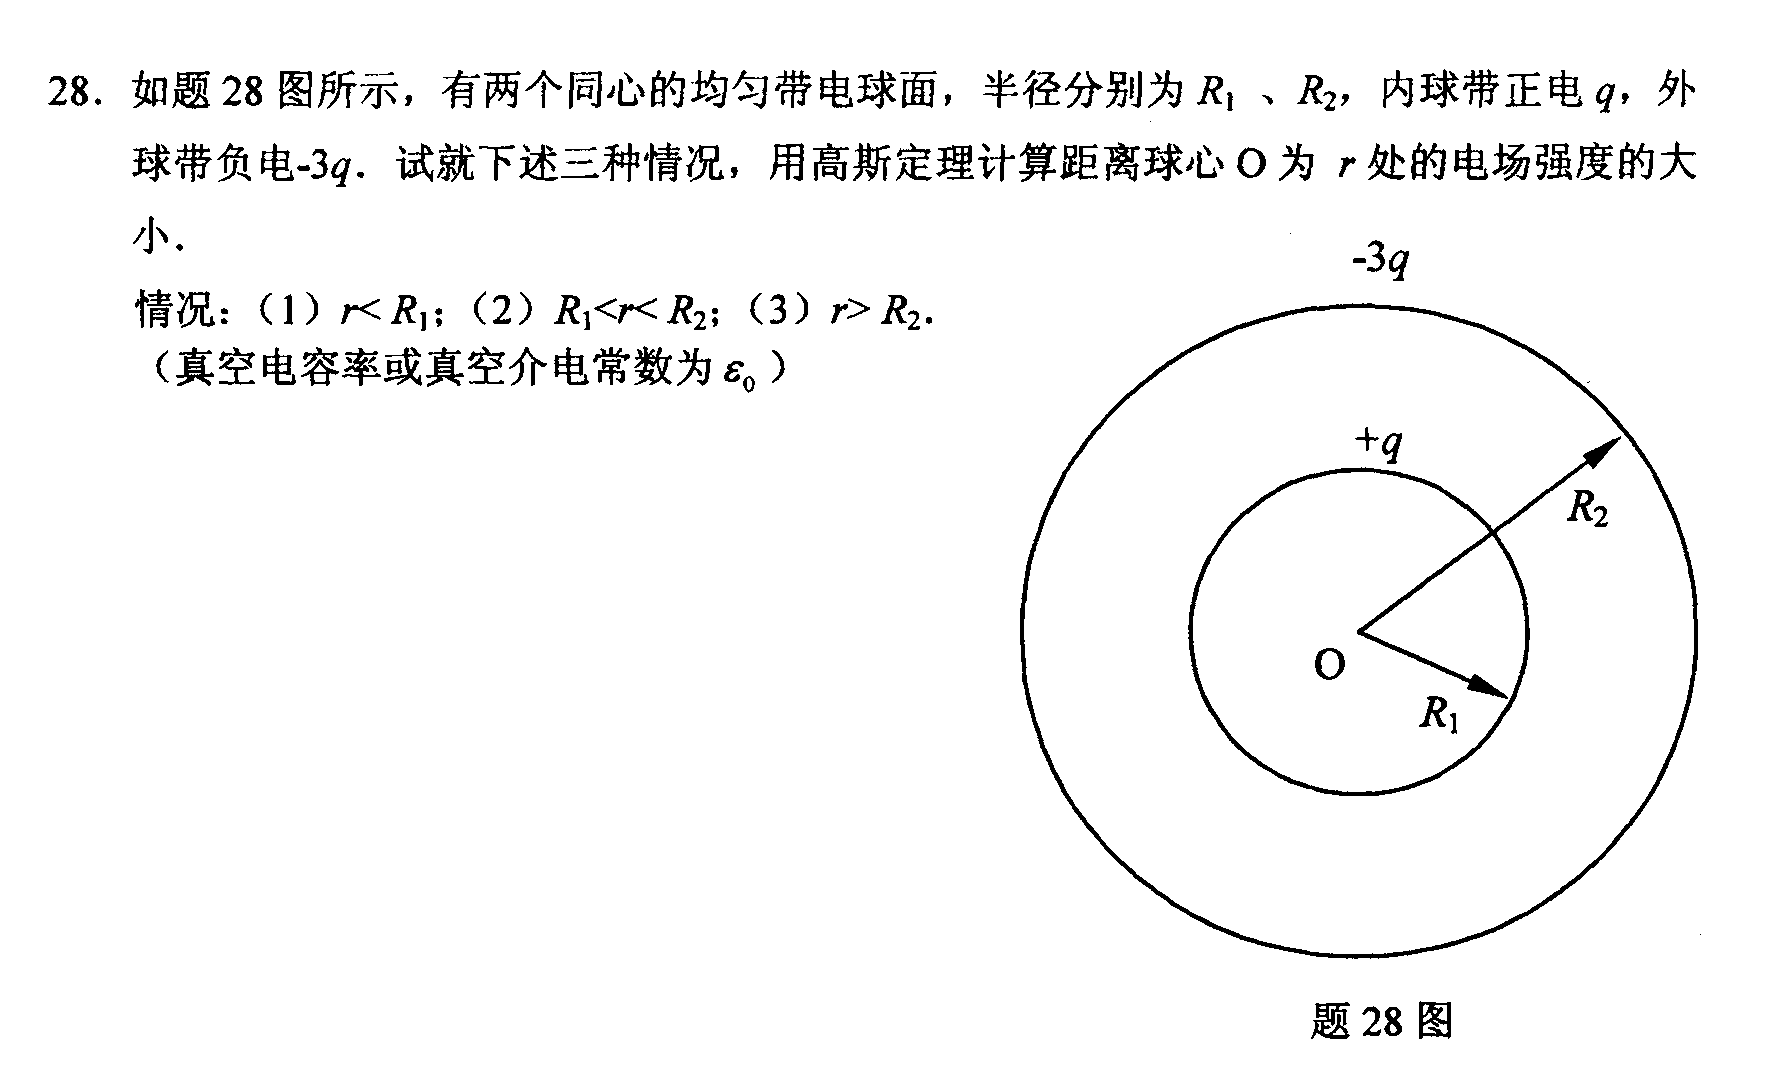 28. 如题 28 图所示，有两个同心的均匀带电球面，半径分别为 R₁ 、R₂，内球带正电 q，外
球带负电-3q．试就下述三种情况，用高斯定理计算距离球心 O 为 r 处的电场强度的大
小．
情况：（1）r< R₁；（2）R₁<r< R₂；（3）r> R₂．
（真空电容率或真空介电常数为 ε₀ ）
-3q
+q
R₂
O
R₁
题 28 图